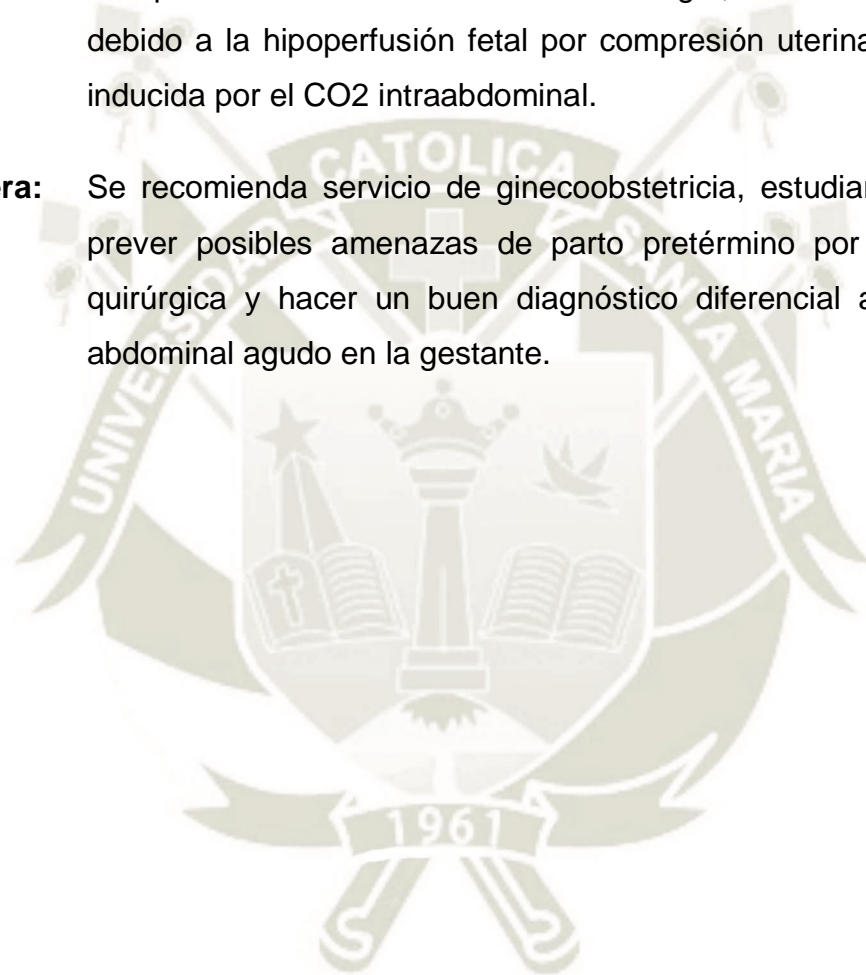 debido a la hipoperfusión fetal por compresión uterina
inducida por el CO2 intraabdominal.
era: Se recomienda servicio de ginecoobstetricia, estudiar
prever posibles amenazas de parto pretérmino por
quirúrgica y hacer un buen diagnóstico diferencial a
abdominal agudo en la gestante.
UNIVERSIDAD CATOLICA SANTA MARIA
1961